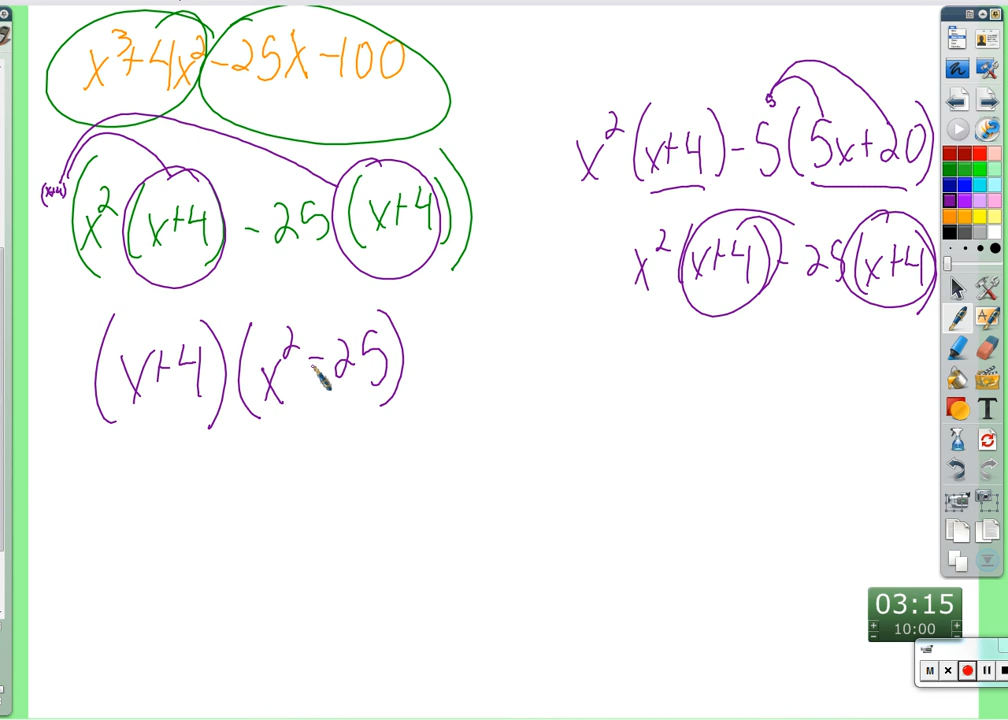 x³+4x²-25x-100
(x+4) (x²(x+4) - 25 (x+4))
(x+4)(x²-25)
x²(x+4)-5(5x+20)
5
x²(x+4)-25(x+4)
T
03:15
10:00
M